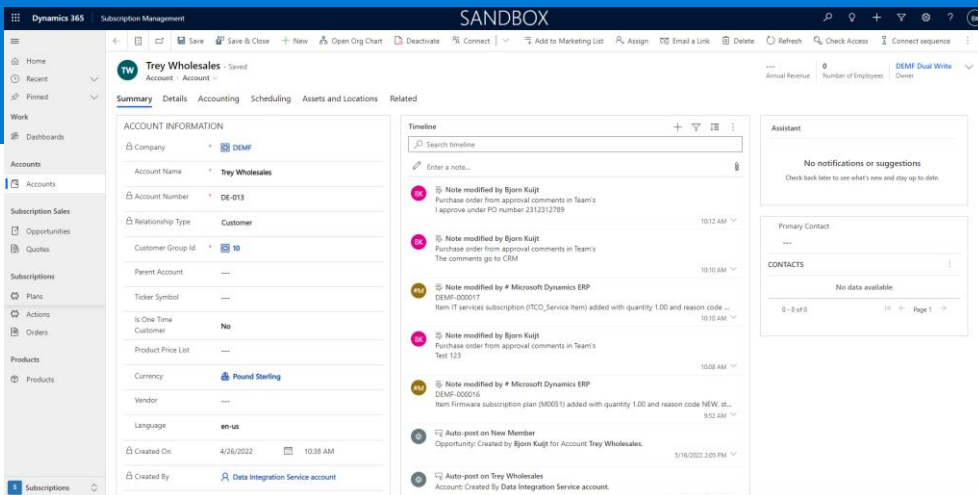 Dynamics 365 Subscription Management SANDBOX
Save Save & Close New Open Org Chart Deactivate Connect Add to Marketing List Assign Email a Link Delete Refresh Check Access Connect sequence
Home
Recent
Pinned
Work
Dashboards
Accounts
Accounts
Subscription Sales
Opportunities
Quotes
Subscriptions
Plans
Actions
Orders
Products
Products
S Subscriptions
TW
Trey Wholesales - Saved
Account · Account
---
Annual Revenue
0
Number of Employees
DEMF Dual Write
Owner
Summary Details Accounting Scheduling Assets and Locations Related
ACCOUNT INFORMATION
Company * DEMF
Account Name * Trey Wholesales
Account Number * DE-013
Relationship Type Customer
Customer Group Id * 10
Parent Account ---
Ticker Symbol ---
Is One Time
Customer
No
Product Price List ---
Currency Pound Sterling
Vendor ---
Language en-us
Created On 4/26/2022 10:38 AM
Created By Data Integration Service account
Timeline
Search timeline
Enter a note...
BK
Note modified by Bjorn Kuijt
Purchase order from approval comments in Team's
I approve under PO number 2312312789
10:12 AM
BK
Note modified by Bjorn Kuijt
Purchase order from approval comments in Team's
The comments go to CRM
10:10 AM
#M
Note modified by # Microsoft Dynamics ERP
DEMF-000017
Item IT services subscription (ITCO_Service Item) added with quantity 1.00 and reason code ...
10:10 AM
BK
Note modified by Bjorn Kuijt
Purchase order from approval comments in Team's
Test 123
10:08 AM
#M
Note modified by # Microsoft Dynamics ERP
DEMF-000016
Item Firmware subscription plan (M0051) added with quantity 1.00 and reason code NEW, st...
9:52 AM
Auto-post on New Member
Opportunity: Created by Bjorn Kuijt for Account Trey Wholesales.
5/16/2022 2:05 PM
Auto-post on Trey Wholesales
Account: Created By Data Integration Service account.
Assistant
No notifications or suggestions
Check back later to see what's new and stay up to date.
Primary Contact
---
CONTACTS
No data available
0 - 0 of 0 Page 1